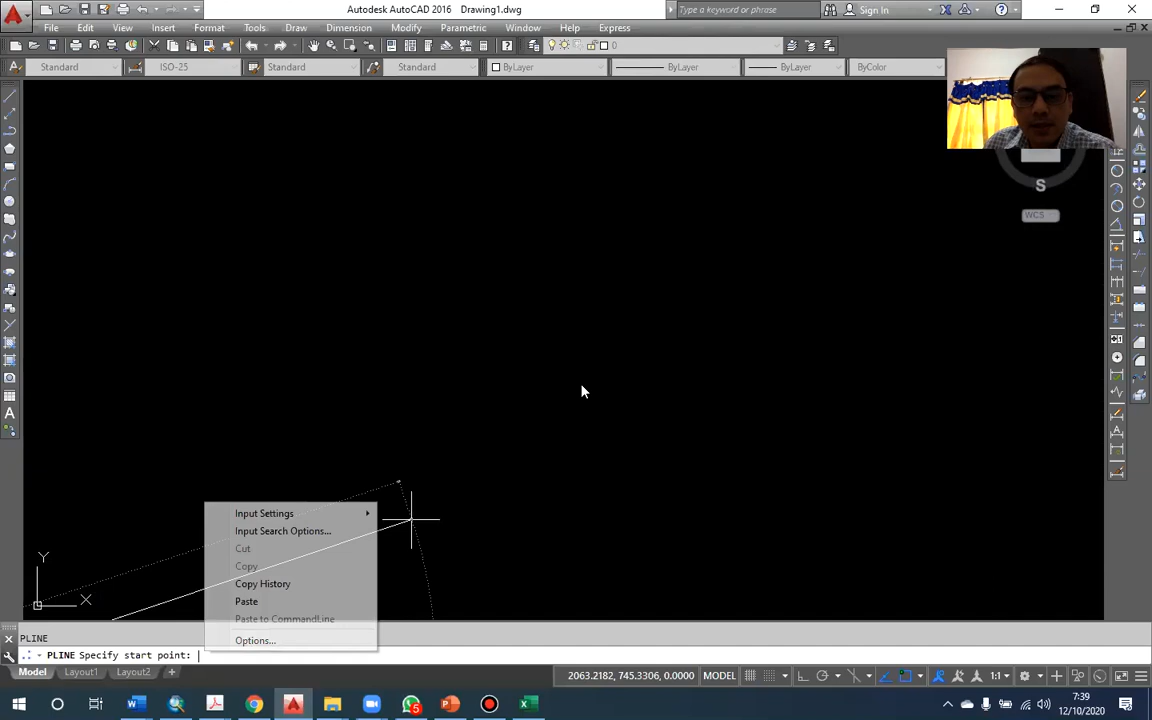 Autodesk AutoCAD 2016 Drawing1.dwg
Type a keyword or phrase
Sign In
File Edit View Insert Format Tools Draw Dimension Modify Parametric Window Help Express
0
Standard ISO-25 Standard Standard ByLayer ByLayer ByLayer ByColor
S
WCS
Input Settings
Input Search Options...
Cut
Copy
Copy History
Paste
Paste to CommandLine
Options...
Y
X
PLINE
PLINE Specify start point:
Model Layout1 Layout2 +
2063.2182, 745.3306, 0.0000 MODEL 1:1
5
7:39
12/10/2020